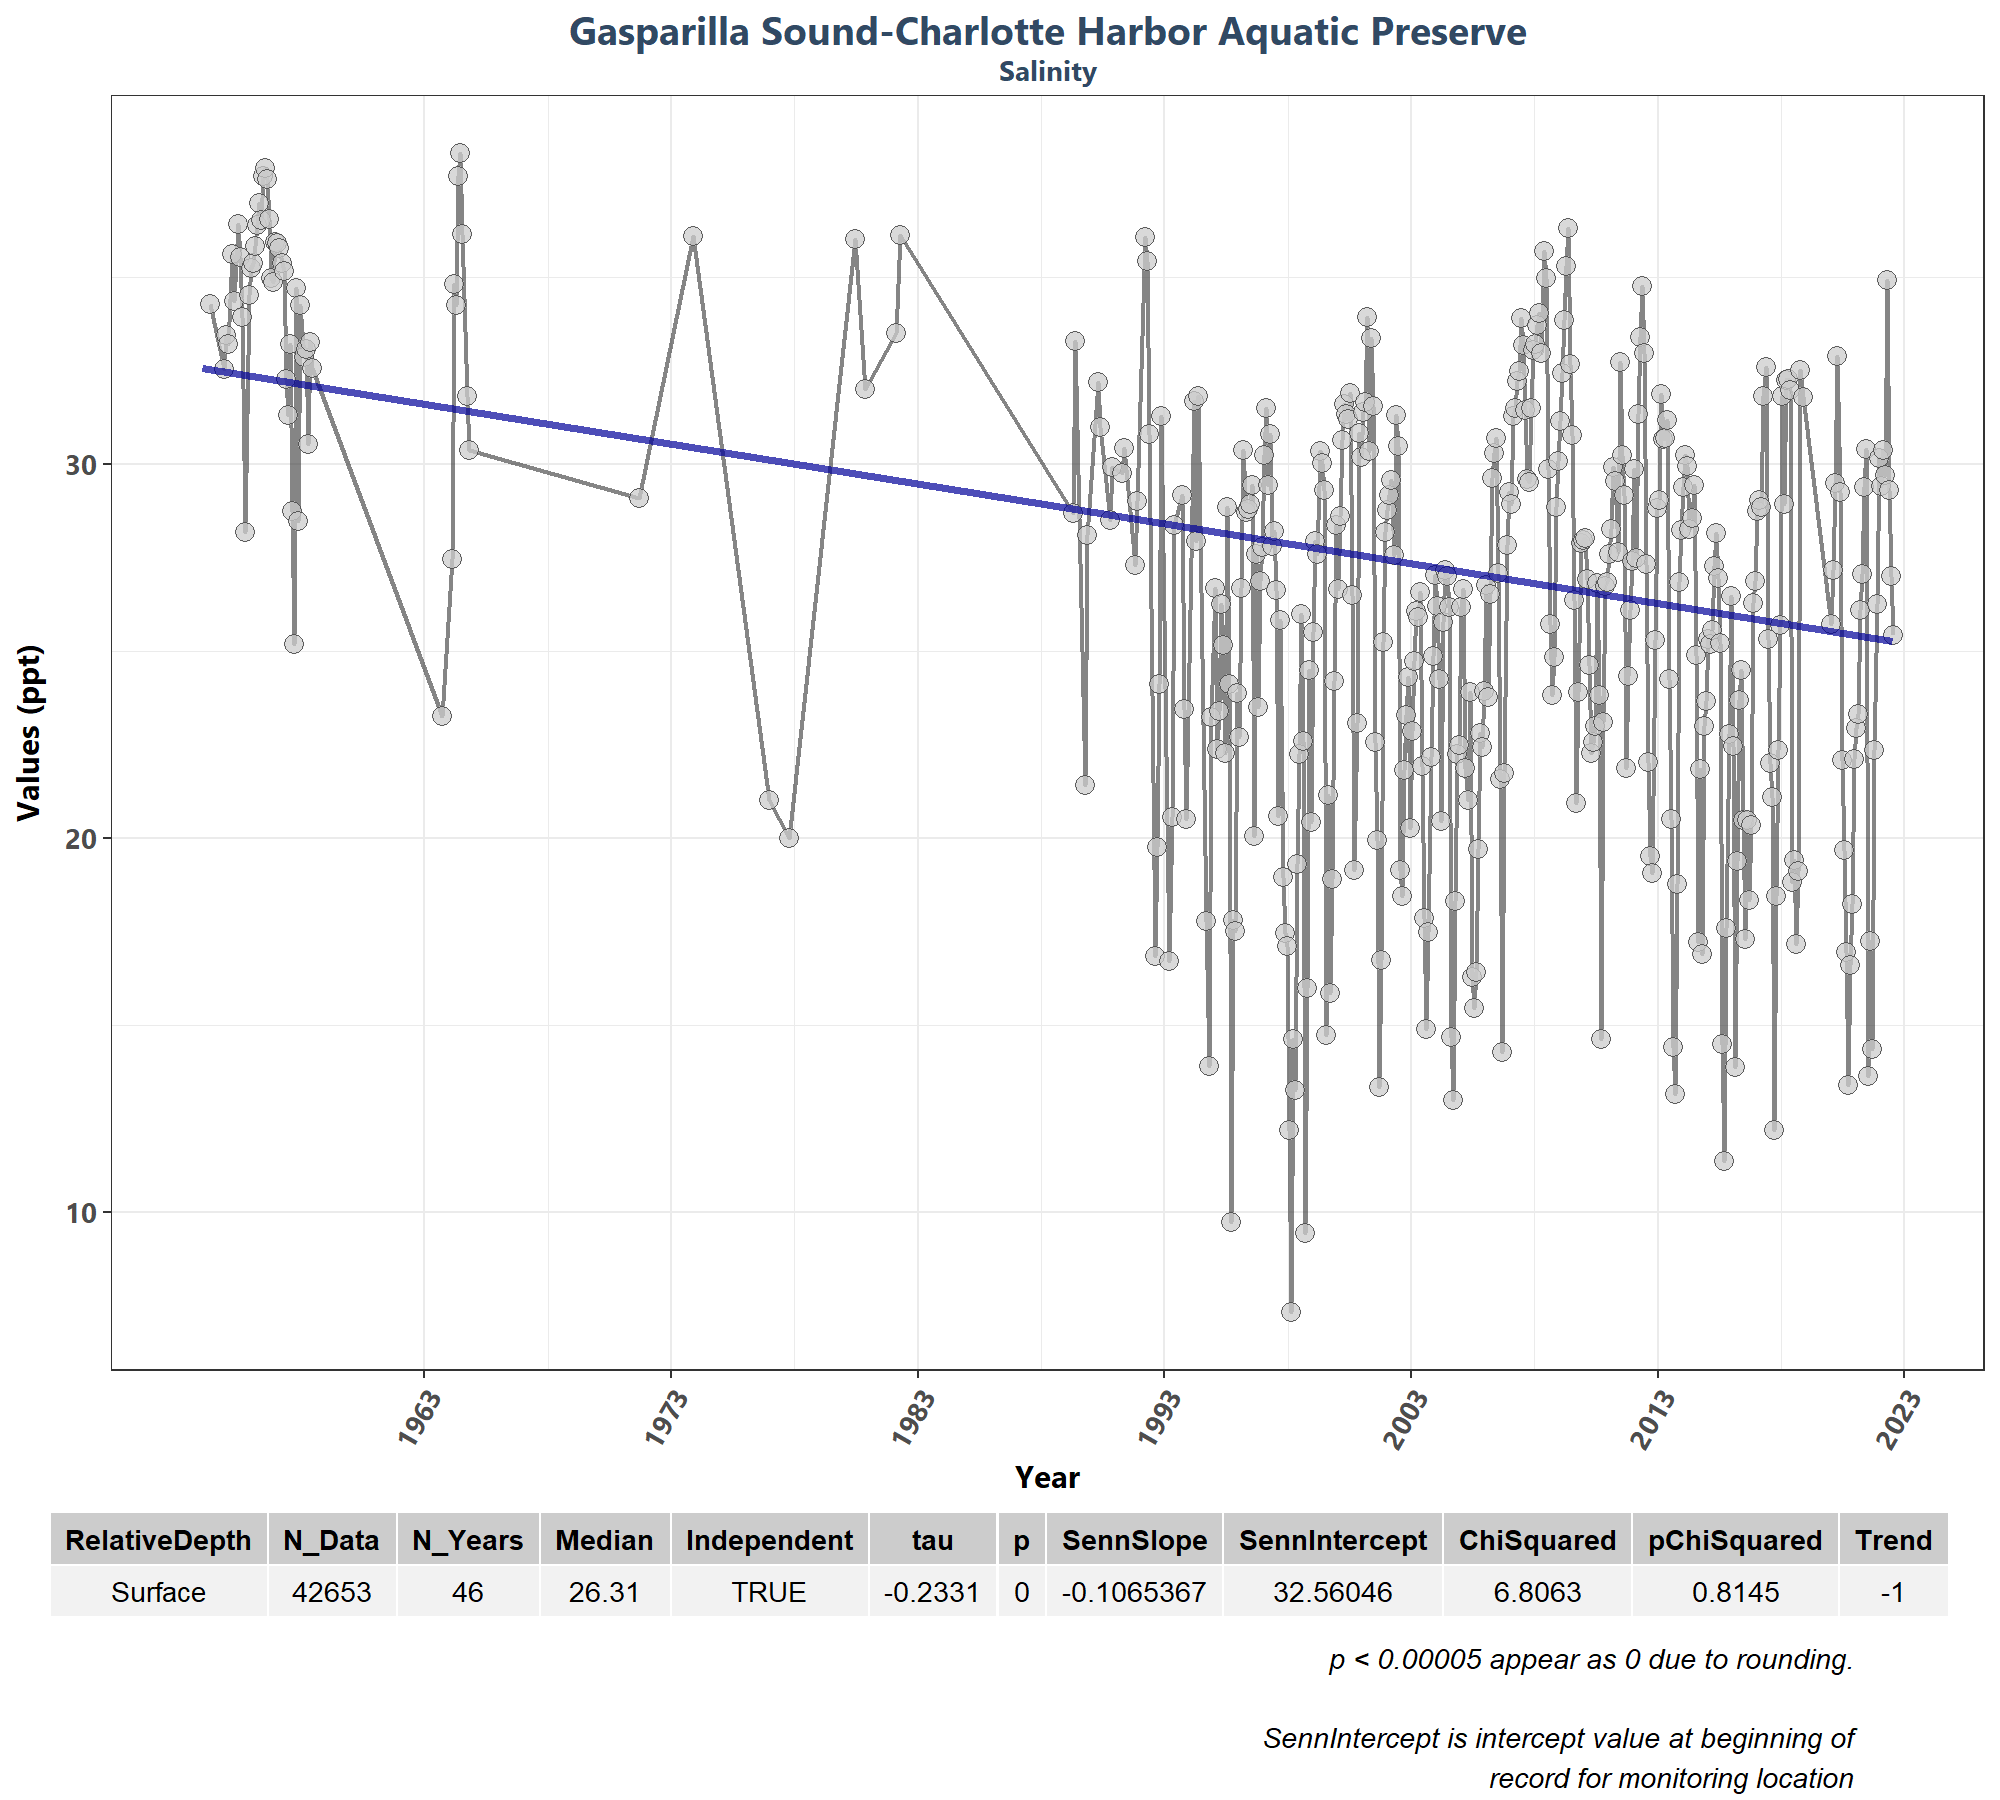 Gasparilla Sound-Charlotte Harbor Aquatic Preserve
Salinity
Values (ppt)
30
20
10
1963
1973
1983
1993
2003
2013
2023
Year
RelativeDepth N_Data N_Years Median Independent tau p SennSlope SennIntercept ChiSquared pChiSquared Trend
Surface 42653 46 26.31 TRUE -0.2331 0 -0.1065367 32.56046 6.8063 0.8145 -1
p < 0.00005 appear as 0 due to rounding.
SennIntercept is intercept value at beginning of
record for monitoring location